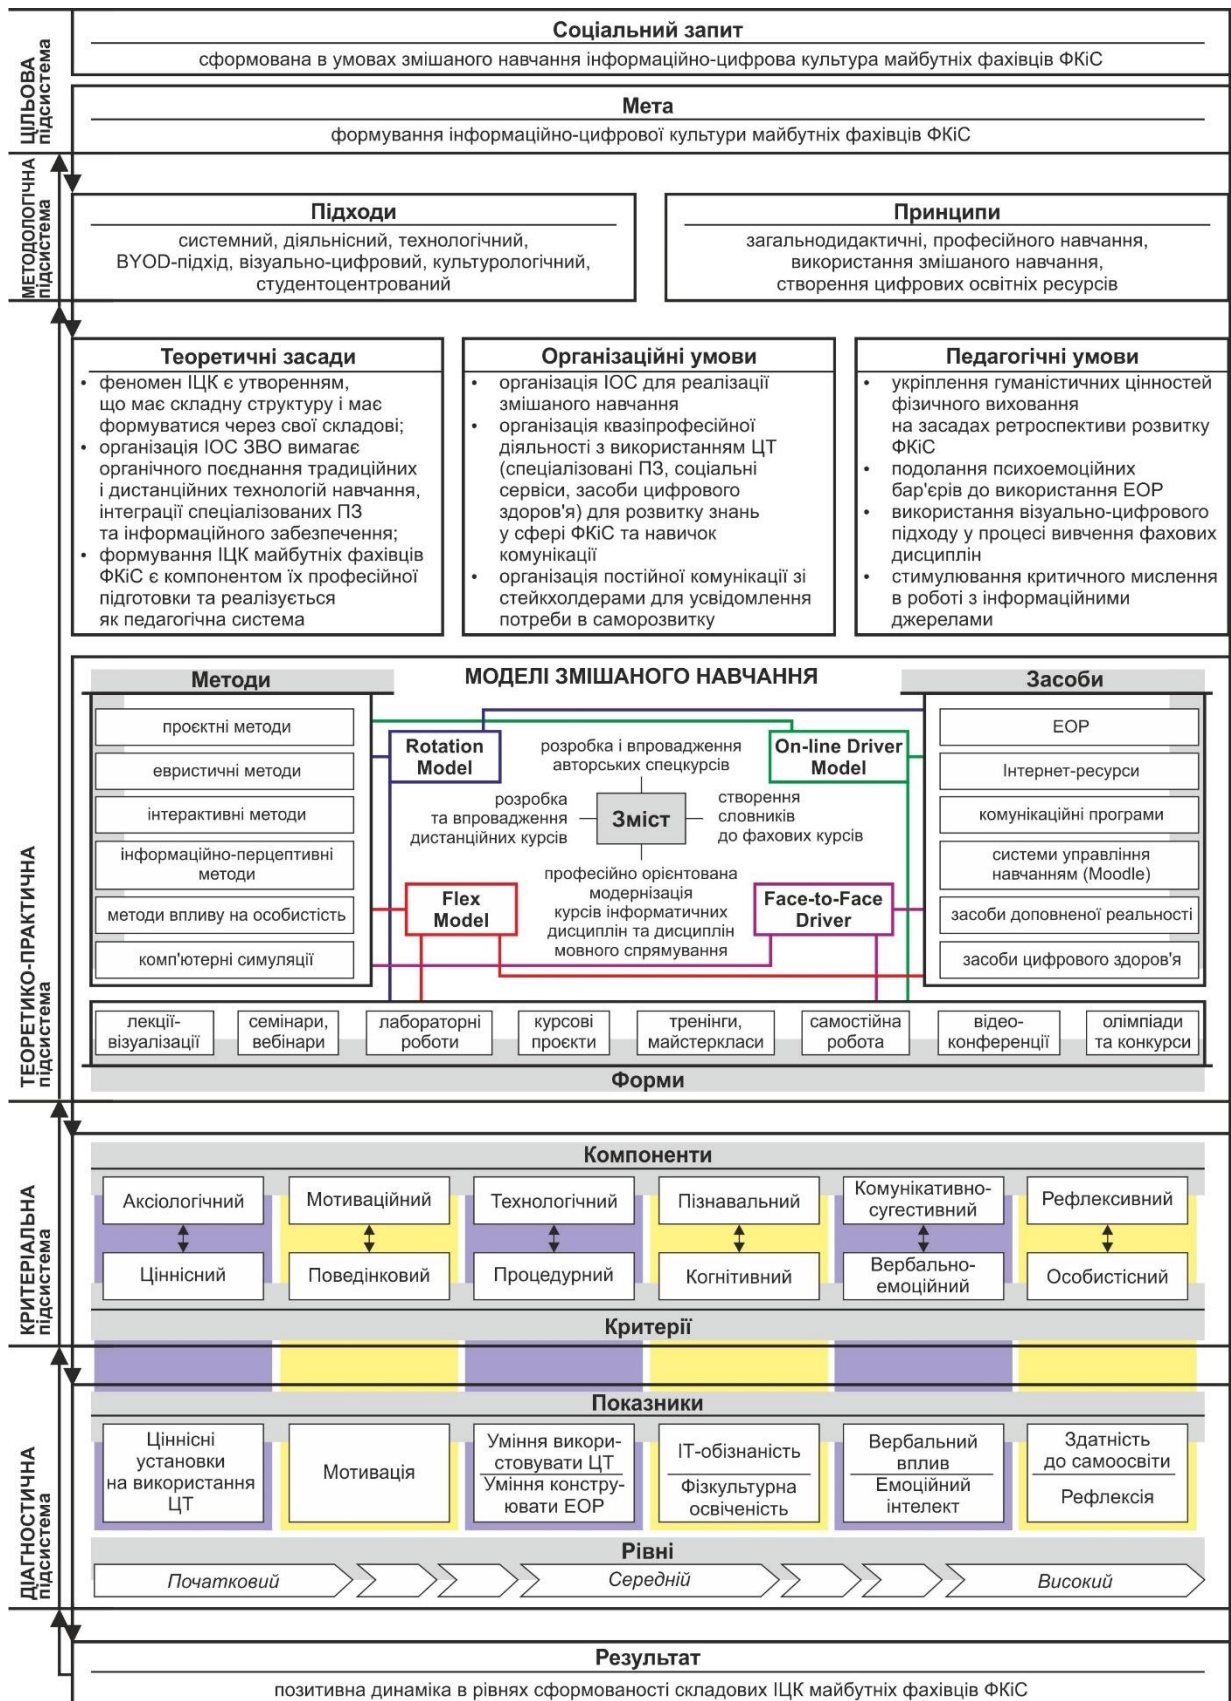 ЦІЛЬОВА
підсистема
Соціальний запит
сформована в умовах змішаного навчання інформаційно-цифрова культура майбутніх фахівців ФКіС
Мета
формування інформаційно-цифрової культури майбутніх фахівців ФКіС
МЕТОДОЛОГІЧНА
підсистема
Підходи
системний, діяльнісний, технологічний,
BYOD-підхід, візуально-цифровий, культурологічний,
студентоцентрований
Принципи
загальнодидактичні, професійного навчання,
використання змішаного навчання,
створення цифрових освітніх ресурсів
ТЕОРЕТИКО-ПРАКТИЧНА
підсистема
Теоретичні засади
• феномен ІЦК є утворенням,
що має складну структуру і має
формуватися через свої складові;
• організація ІОС ЗВО вимагає
органічного поєднання традиційних
і дистанційних технологій навчання,
інтеграції спеціалізованих ПЗ
та інформаційного забезпечення;
• формування ІЦК майбутніх фахівців
ФКіС є компонентом їх професійної
підготовки та реалізується
як педагогічна система
Організаційні умови
• організація ІОС для реалізації
змішаного навчання
• організація квазіпрофесійної
діяльності з використанням ЦТ
(спеціалізовані ПЗ, соціальні
сервіси, засоби цифрового
здоров'я) для розвитку знань
у сфері ФКіС та навичок
комунікації
• організація постійної комунікації зі
стейкхолдерами для усвідомлення
потреби в саморозвитку
Педагогічні умови
• укріплення гуманістичних цінностей
фізичного виховання
на засадах ретроспективи розвитку
ФКіС
• подолання психоемоційних
бар'єрів до використання ЕОР
• використання візуально-цифрового
підходу у процесі вивчення фахових
дисциплін
• стимулювання критичного мислення
в роботі з інформаційними
джерелами
МОДЕЛІ ЗМІШАНОГО НАВЧАННЯ
Методи
проєктні методи
евристичні методи
інтерактивні методи
інформаційно-перцептивні
методи
методи впливу на особистість
комп'ютерні симуляції
Rotation
Model
розробка і впровадження
авторських спецкурсів
On-line Driver
Model
розробка
та впровадження
дистанційних курсів
Зміст
створення
словників
до фахових курсів
Flex
Model
професійно орієнтована
модернізація
курсів інформатичних
дисциплін та дисциплін
мовного спрямування
Face-to-Face
Driver
Засоби
ЕОР
Інтернет-ресурси
комунікаційні програми
системи управління
навчанням (Moodle)
засоби доповненої реальності
засоби цифрового здоров'я
лекції-
візуалізації
семінари,
вебінари
лабораторні
роботи
курсові
проєкти
тренінги,
майстеркласи
самостійна
робота
відео-
конференції
олімпіади
та конкурси
Форми
КРИТЕРІАЛЬНА
підсистема
Компоненти
Аксіологічний
Мотиваційний
Технологічний
Пізнавальний
Комунікативно-
сугестивний
Рефлексивний
Ціннісний
Поведінковий
Процедурний
Когнітивний
Вербально-
емоційний
Особистісний
Критерії
ДІАГНОСТИЧНА
підсистема
Показники
Ціннісні
установки
на використання
ЦТ
Мотивація
Уміння викори-
стовувати ЦТ
Уміння констру-
ювати ЕОР
ІТ-обізнаність
Фізкультурна
освіченість
Вербальний
вплив
Емоційний
інтелект
Здатність
до самоосвіти
Рефлексія
Рівні
Початковий
Середній
Високий
Результат
позитивна динаміка в рівнях сформованості складових ІЦК майбутніх фахівців ФКіС